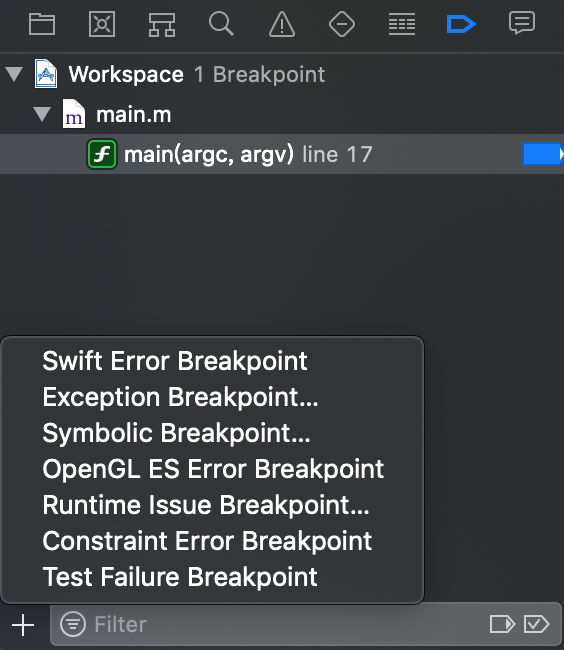 Workspace 1 Breakpoint
m main.m
f main(argc, argv) line 17
Swift Error Breakpoint
Exception Breakpoint...
Symbolic Breakpoint...
OpenGL ES Error Breakpoint
Runtime Issue Breakpoint...
Constraint Error Breakpoint
Test Failure Breakpoint
Filter